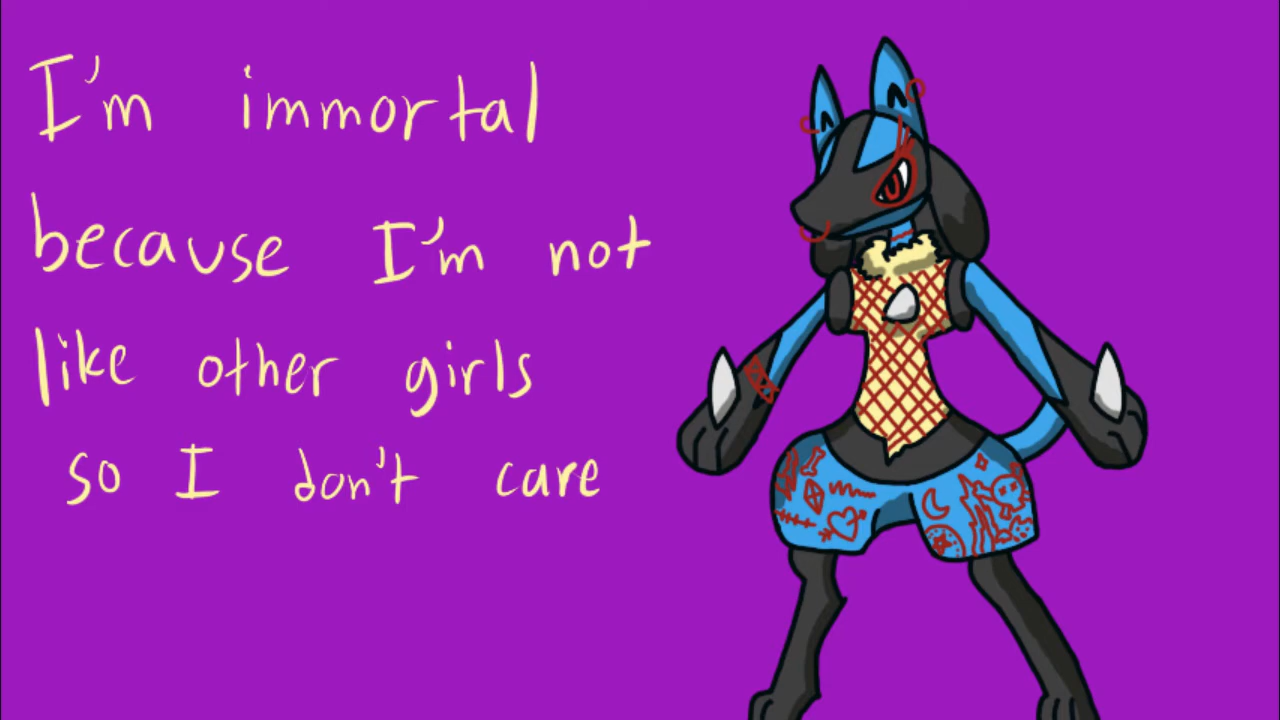 I'm immortal
because I'm not
like other girls
so I don't care